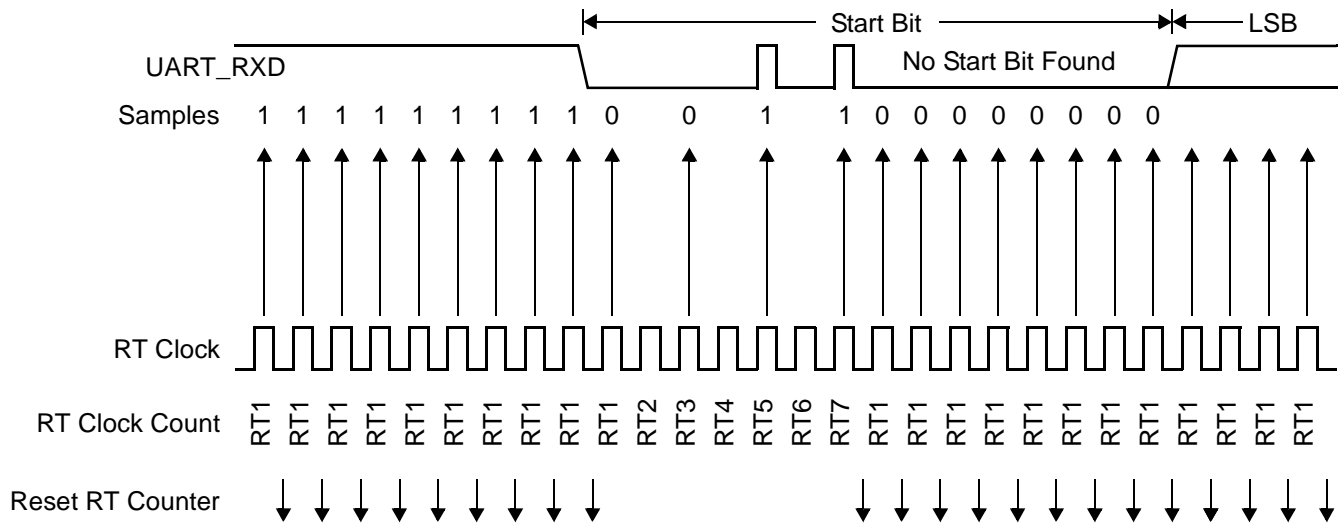 Start Bit LSB
UART_RXD No Start Bit Found
Samples 1 1 1 1 1 1 1 1 1 0 0 1 1 0 0 0 0 0 0 0 0
RT Clock
RT Clock Count RT1 RT1 RT1 RT1 RT1 RT1 RT1 RT1 RT1 RT1 RT2 RT3 RT4 RT5 RT6 RT7 RT1 RT1 RT1 RT1 RT1 RT1 RT1 RT1 RT1 RT1 RT1 RT1
Reset RT Counter